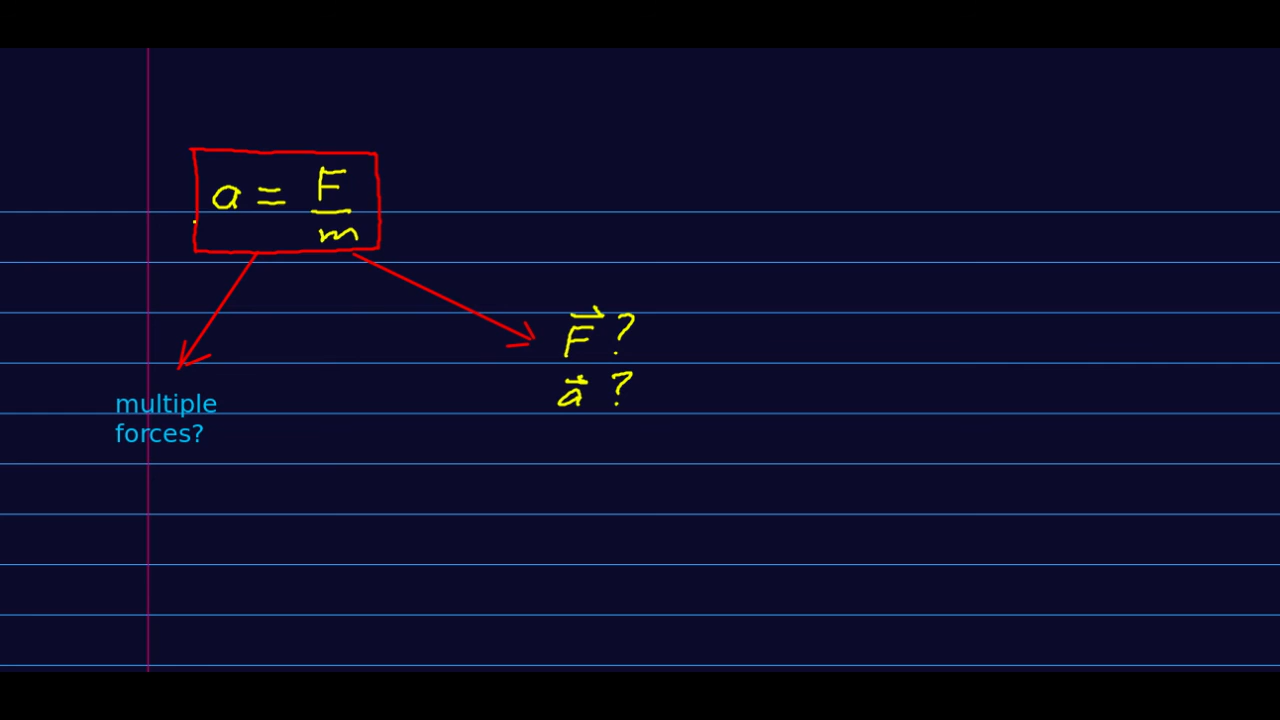 a = F/m
F⃗ ?
a⃗ ?
multiple
forces?